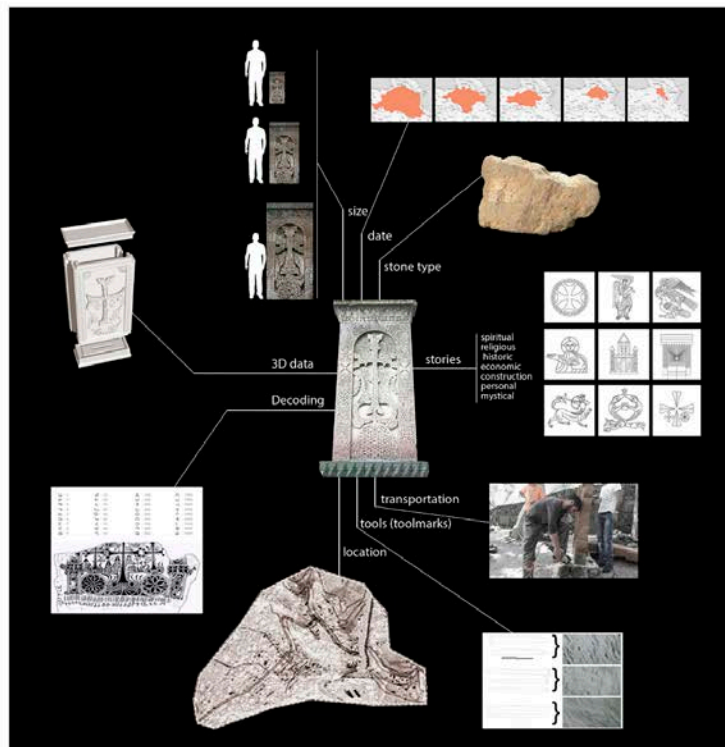 size
date
stone type
3D data
stories
spiritual
religious
historic
economic
construction
personal
mystical
Decoding
transportation
tools (toolmarks)
location